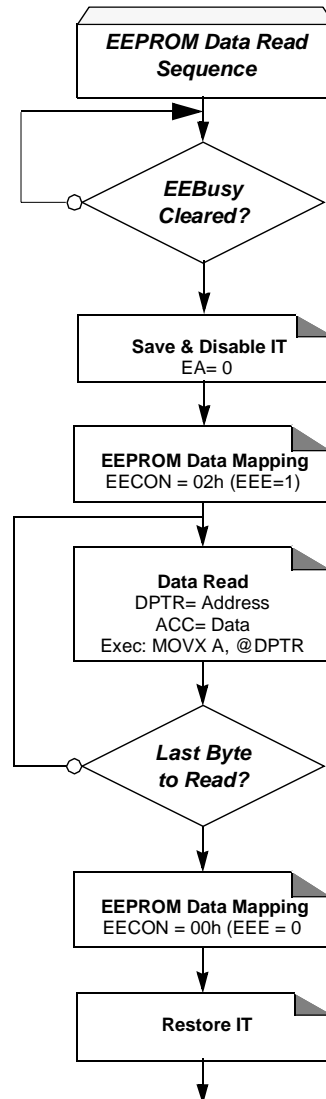 EEPROM Data Read
Sequence
EEBusy
Cleared?
Save & Disable IT
EA= 0
EEPROM Data Mapping
EECON = 02h (EEE=1)
Data Read
DPTR= Address
ACC= Data
Exec: MOVX A, @DPTR
Last Byte
to Read?
EEPROM Data Mapping
EECON = 00h (EEE = 0
Restore IT